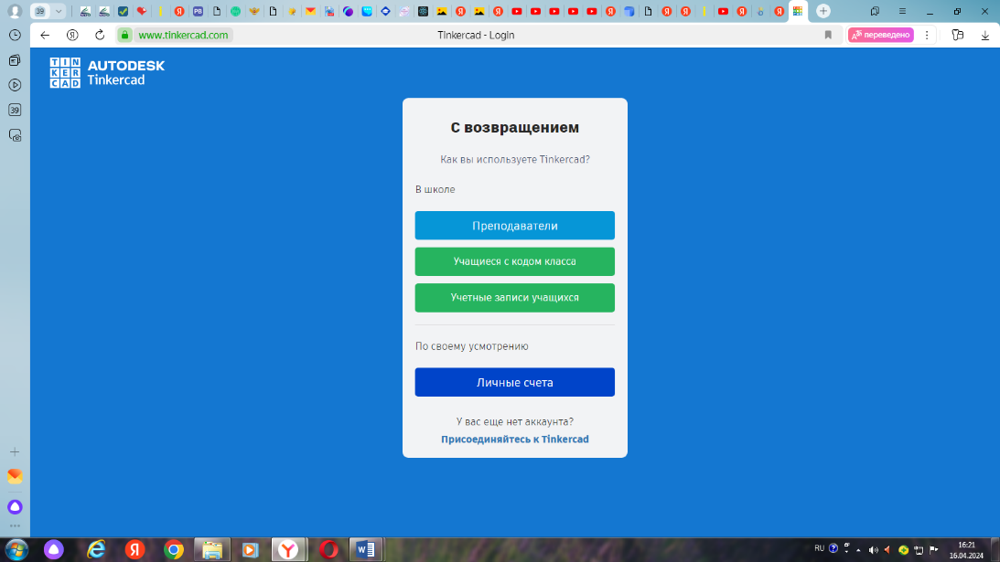 39
www.tinkercad.com
Tinkercad - Login
переведено
39
TIN
KER
CAD
AUTODESK
Tinkercad
С возвращением
Как вы используете Tinkercad?
В школе
Преподаватели
Учащиеся с кодом класса
Учетные записи учащихся
По своему усмотрению
Личные счета
У вас еще нет аккаунта?
Присоединяйтесь к Tinkercad
RU
16:21
16.04.2024